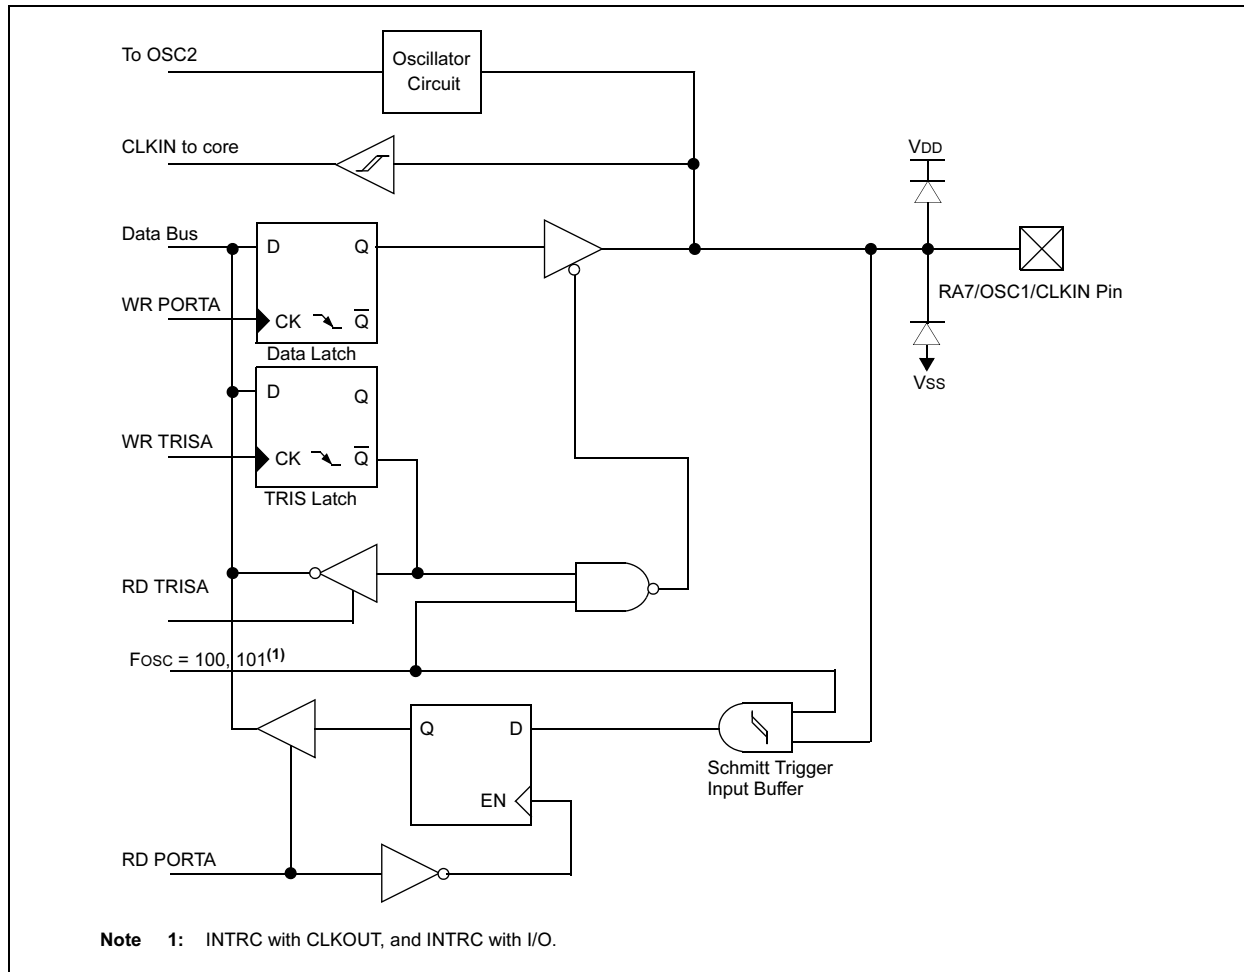 To OSC2
Oscillator
Circuit
CLKIN to core
VDD
Data Bus
D
Q
WR PORTA
CK
Q̅
RA7/OSC1/CLKIN Pin
Data Latch
VSS
D
Q
WR TRISA
CK
Q̅
TRIS Latch
RD TRISA
FOSC = 100, 101(1)
Q
D
Schmitt Trigger
Input Buffer
EN
RD PORTA
Note 1: INTRC with CLKOUT, and INTRC with I/O.